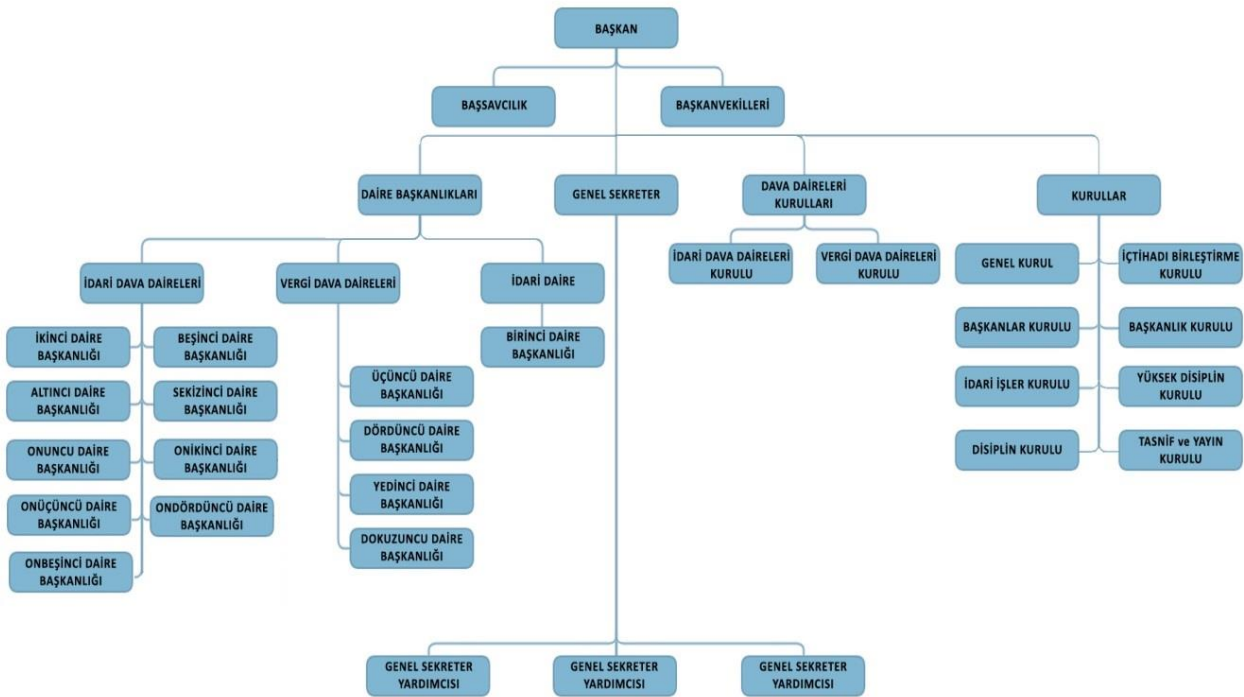 BAŞKAN
BAŞSAVCILIK
BAŞKANVEKİLLERİ
DAİRE BAŞKANLIKLARI
GENEL SEKRETER
DAVA DAİRELERİ
KURULLARI
KURULLAR
İDARİ DAVA DAİRELERİ
VERGİ DAVA DAİRELERİ
İDARİ DAİRE
İDARİ DAVA DAİRELERİ
KURULU
VERGİ DAVA DAİRELERİ
KURULU
GENEL KURUL
İÇTİHADI BİRLEŞTİRME
KURULU
İKİNCİ DAİRE
BAŞKANLIĞI
BEŞİNCİ DAİRE
BAŞKANLIĞI
BİRİNCİ DAİRE
BAŞKANLIĞI
BAŞKANLAR KURULU
BAŞKANLIK KURULU
ALTINCI DAİRE
BAŞKANLIĞI
SEKİZİNCİ DAİRE
BAŞKANLIĞI
ÜÇÜNCÜ DAİRE
BAŞKANLIĞI
İDARİ İŞLER KURULU
YÜKSEK DİSİPLİN
KURULU
ONUNCU DAİRE
BAŞKANLIĞI
ONİKİNCİ DAİRE
BAŞKANLIĞI
DÖRDÜNCÜ DAİRE
BAŞKANLIĞI
DİSİPLİN KURULU
TASNİF ve YAYIN
KURULU
ONÜÇÜNCÜ DAİRE
BAŞKANLIĞI
ONDÖRDÜNCÜ DAİRE
BAŞKANLIĞI
YEDİNCİ DAİRE
BAŞKANLIĞI
ONBEŞİNCİ DAİRE
BAŞKANLIĞI
DOKUZUNCU DAİRE
BAŞKANLIĞI
GENEL SEKRETER
YARDIMCISI
GENEL SEKRETER
YARDIMCISI
GENEL SEKRETER
YARDIMCISI